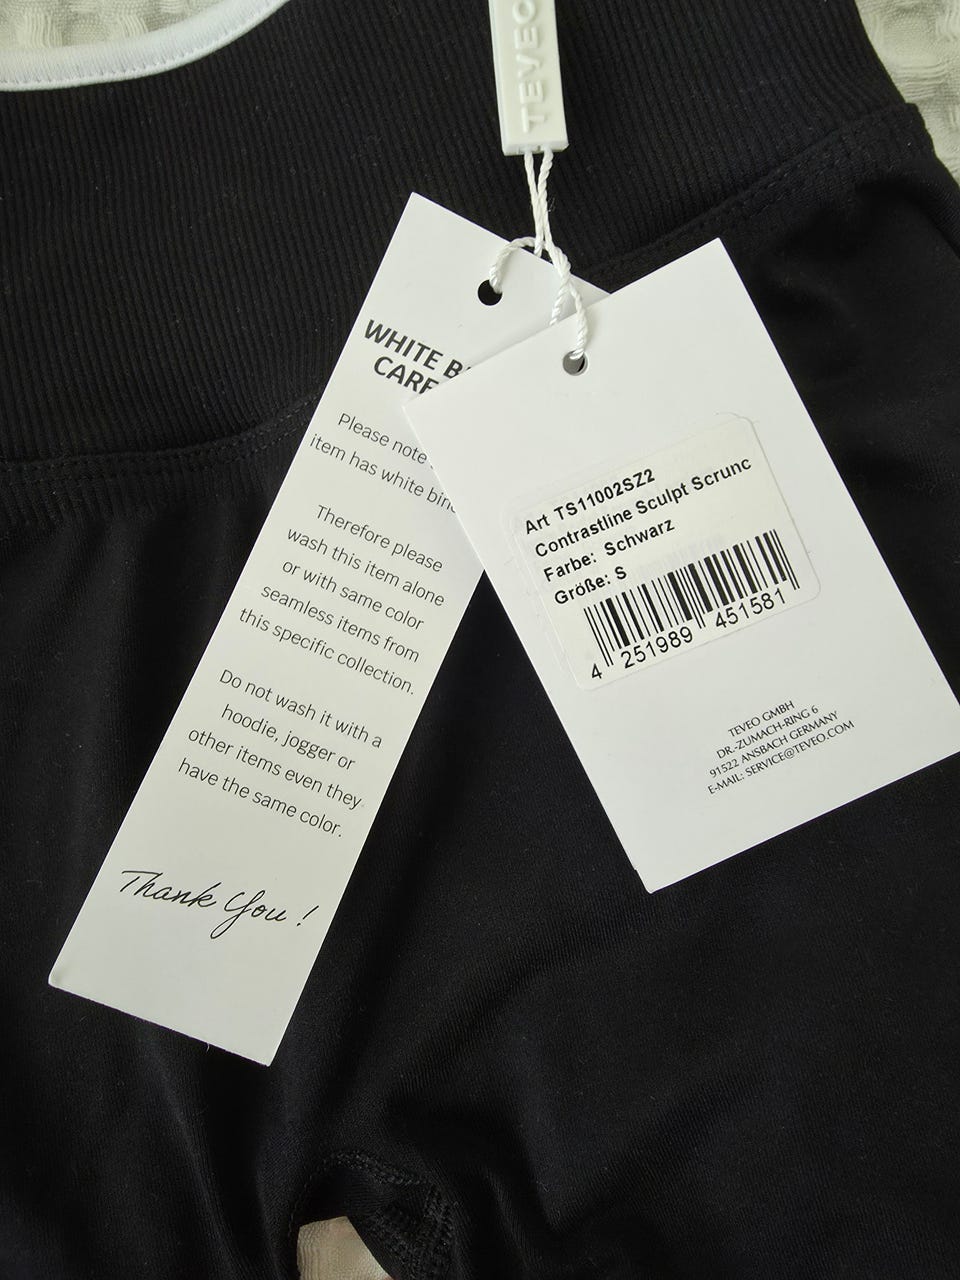 TEVEO
WHITE
CARE
Please note
item has white
Therefore please
wash this item alone
or with same color
seamless items from
this specific collection.
Do not wash it with a
hoodie, jogger or
other items even they
have the same color.
Thank You !
Art TS11002SZ2
Contrastline Sculpt Scrunc
Farbe: Schwarz
Größe: S
4 251989 451581
TEVEO GMBH
DR.-ZUMACH-RING 6
91522 ANSBACH GERMANY
E-MAIL: SERVICE@TEVEO.COM